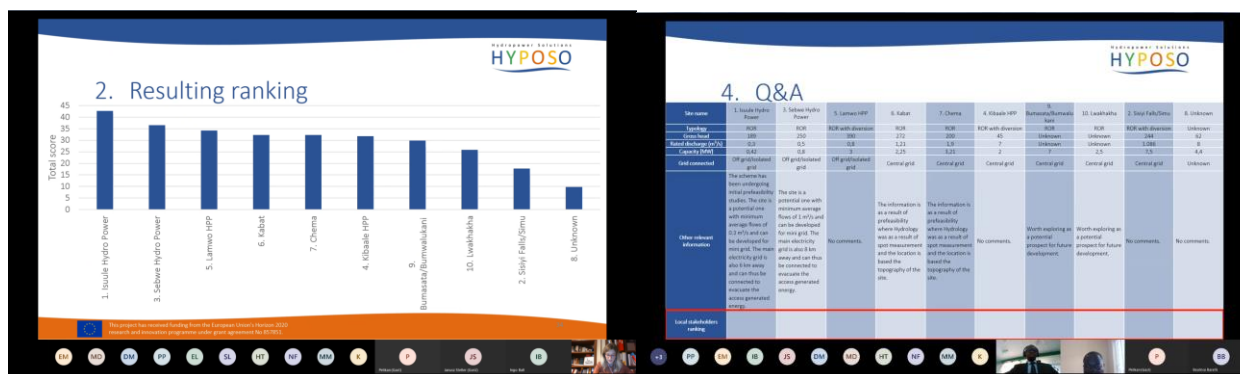 Hydropower Solutions
HYPOSO
2. Resulting ranking
Total score
45
40
35
30
25
20
15
10
5
0
1. Isuule Hydro Power
3. Sebwe Hydro Power
5. Lamwo HPP
6. Kabat
7. Chema
4. Kibaale HPP
9. Bumasata/Bumwalukani
10. Lwakhakha
2. Sisiyi Falls/Simu
8. Unknown
This project has received funding from the European Union's Horizon 2020
research and innovation programme under grant agreement No 857851.
EM MD DM PP EL SL HT NF MM K P JS IB
Hydropower Solutions
HYPOSO
4. Q&A
Site name 1. Isuule Hydro Power 3. Sebwe Hydro Power 5. Lamwo HPP 6. Kabat 7. Chema 4. Kibaale HPP 9. Bumasata/Bumwalukani 10. Lwakhakha 2. Sisiyi Falls/Simu 8. Unknown
Typology ROR ROR ROR with diversion ROR ROR ROR with diversion ROR ROR ROR with diversion Unknown
Gross head 189 250 390 272 200 45 Unknown Unknown 244 62
Rated discharge (m³/s) 0,3 0,5 0,8 1,21 1,9 7 Unknown Unknown 8
Capacity (MW) 0,42 0,8 3 2,25 3,21 2 7 2,5 7,5 4,4
Grid connected Off grid/isolated grid Off grid/isolated grid Off grid/isolated grid Central grid Central grid Central grid Central grid Central grid Central grid Unknown
Other relevant information
The scheme has been undergoing initial prefeasibility studies. The site is a potential one with minimum average flows of 0.3 m³/s and can be developed for mini grid. The main electricity grid is also 6 km away and can thus be connected to evacuate the access generated energy.
The site is a potential one with minimum average flows of 1 m³/s and can be developed for mini grid. The main electricity grid is also 6 km away and can thus be connected to evacuate the access generated energy.
No comments.
The information is as a result of prefeasibility where Hydrology was as a result of spot measurement and the location is based the topography of the site.
The information is as a result of prefeasibility where Hydrology was as a result of spot measurement and the location is based the topography of the site.
No comments.
Worth exploring as a potential prospect for future development.
Worth exploring as a potential prospect for future development.
No comments.
No comments.
Local stakeholders ranking
+3 PP EM IB JS DM MD HT NF MM K P BB